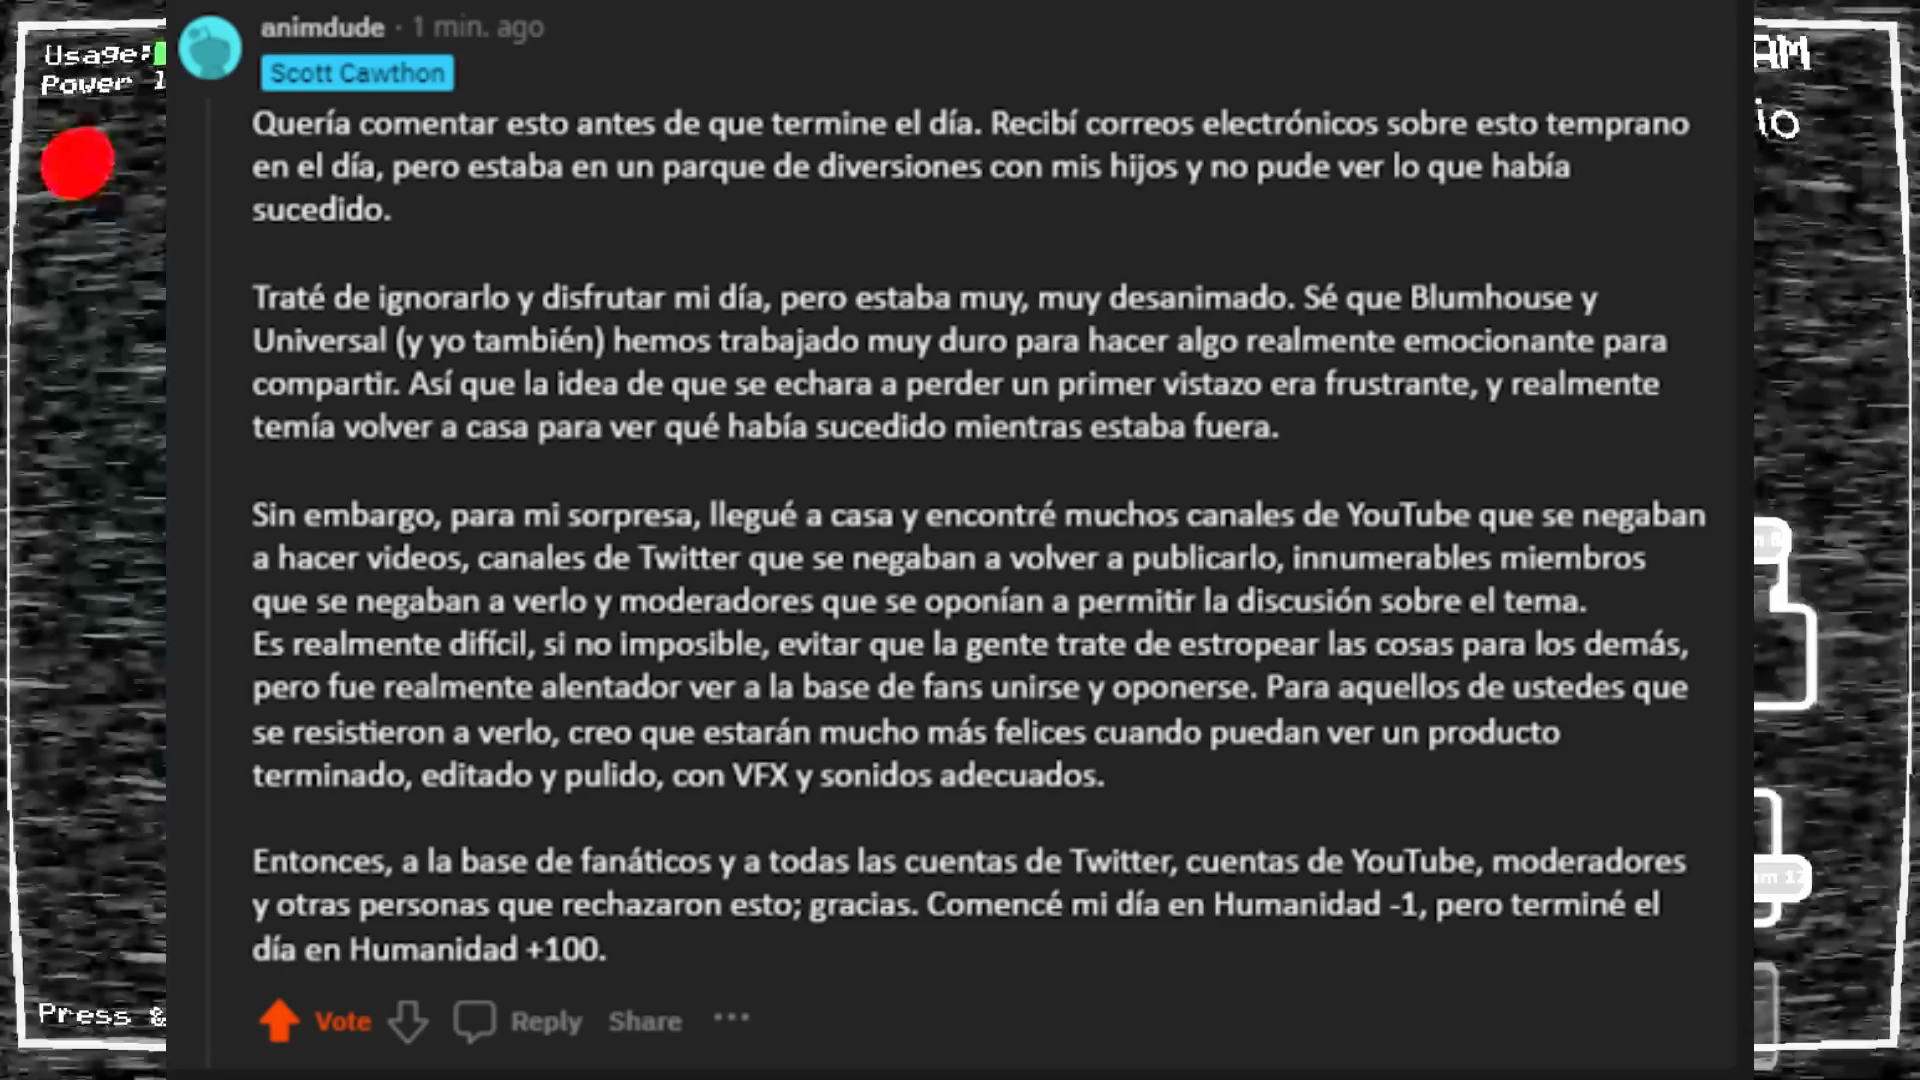 Usage:
Power
animdude · 1 min. ago
Scott Cawthon
AM
io
Quería comentar esto antes de que termine el día. Recibí correos electrónicos sobre esto temprano
en el día, pero estaba en un parque de diversiones con mis hijos y no pude ver lo que había
sucedido.
Traté de ignorarlo y disfrutar mi día, pero estaba muy, muy desanimado. Sé que Blumhouse y
Universal (y yo también) hemos trabajado muy duro para hacer algo realmente emocionante para
compartir. Así que la idea de que se echara a perder un primer vistazo era frustrante, y realmente
temía volver a casa para ver qué había sucedido mientras estaba fuera.
Sin embargo, para mi sorpresa, llegué a casa y encontré muchos canales de YouTube que se negaban
a hacer videos, canales de Twitter que se negaban a volver a publicarlo, innumerables miembros
que se negaban a verlo y moderadores que se oponían a permitir la discusión sobre el tema.
Es realmente difícil, si no imposible, evitar que la gente trate de estropear las cosas para los demás,
pero fue realmente alentador ver a la base de fans unirse y oponerse. Para aquellos de ustedes que
se resistieron a verlo, creo que estarán mucho más felices cuando puedan ver un producto
terminado, editado y pulido, con VFX y sonidos adecuados.
Entonces, a la base de fanáticos y a todas las cuentas de Twitter, cuentas de YouTube, moderadores
y otras personas que rechazaron esto; gracias. Comencé mi día en Humanidad -1, pero terminé el
día en Humanidad +100.
Press &
Vote Reply Share ···